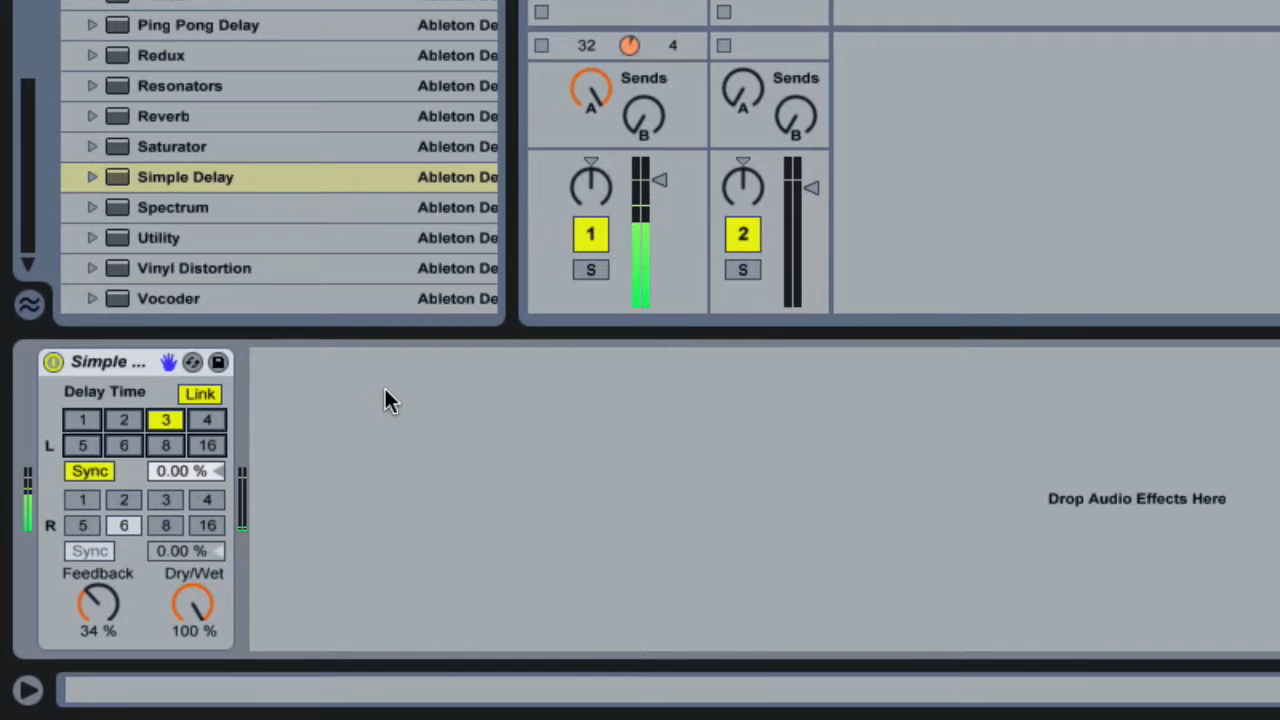 Ping Pong Delay Ableton De
Redux Ableton De
Resonators Ableton De
Reverb Ableton De
Saturator Ableton De
Simple Delay Ableton De
Spectrum Ableton De
Utility Ableton De
Vinyl Distortion Ableton De
Vocoder Ableton De
32 4
Sends Sends
A B A B
1 2
S S
Simple ...
Delay Time Link
1 2 3 4
L 5 6 8 16
Sync 0.00 %
1 2 3 4
R 5 6 8 16
Sync 0.00 %
Feedback Dry/Wet
34 % 100 %
Drop Audio Effects Here